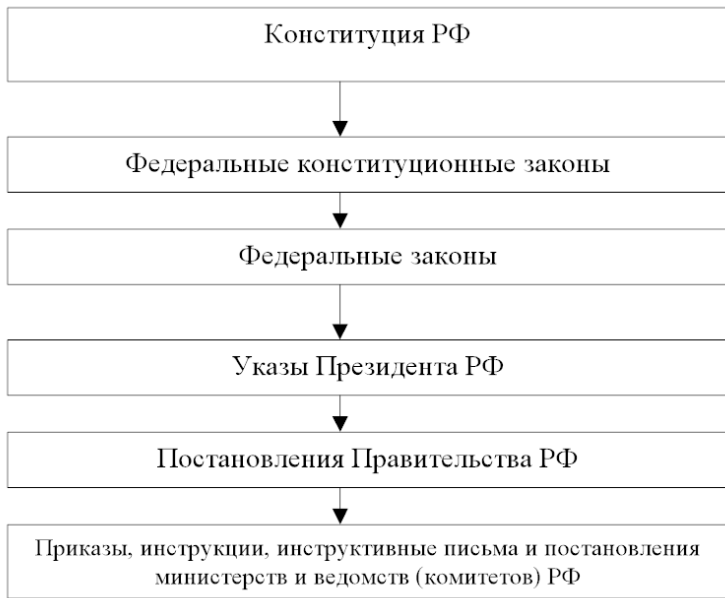 Конституция РФ
Федеральные конституционные законы
Федеральные законы
Указы Президента РФ
Постановления Правительства РФ
Приказы, инструкции, инструктивные письма и постановления
министерств и ведомств (комитетов) РФ